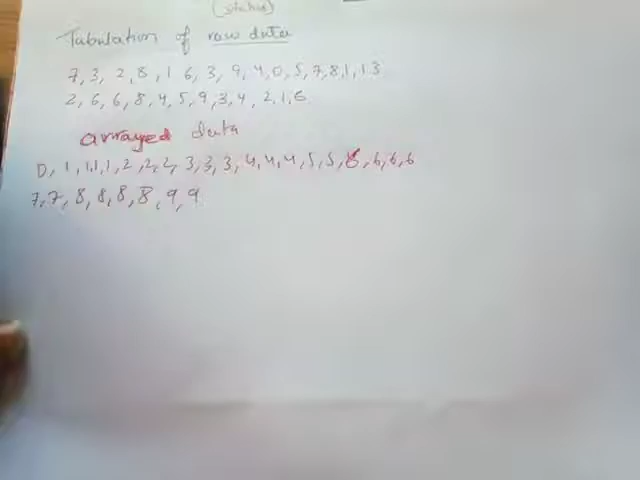 (status)
Tabulation of raw data
7, 3, 2, 8, 1 6, 3, 9, 4, 0, 5, 7, 8, 1, 1 3
2, 6, 6, 8, 4, 5, 9, 3, 4, 2, 1, 6
arrayed data
0, 1, 1, 1, 1, 2, 2, 2, 3, 3, 3, 4, 4, 4, 5, 5, 6, 6, 6, 6
7, 7, 8, 8, 8, 8, 9, 9